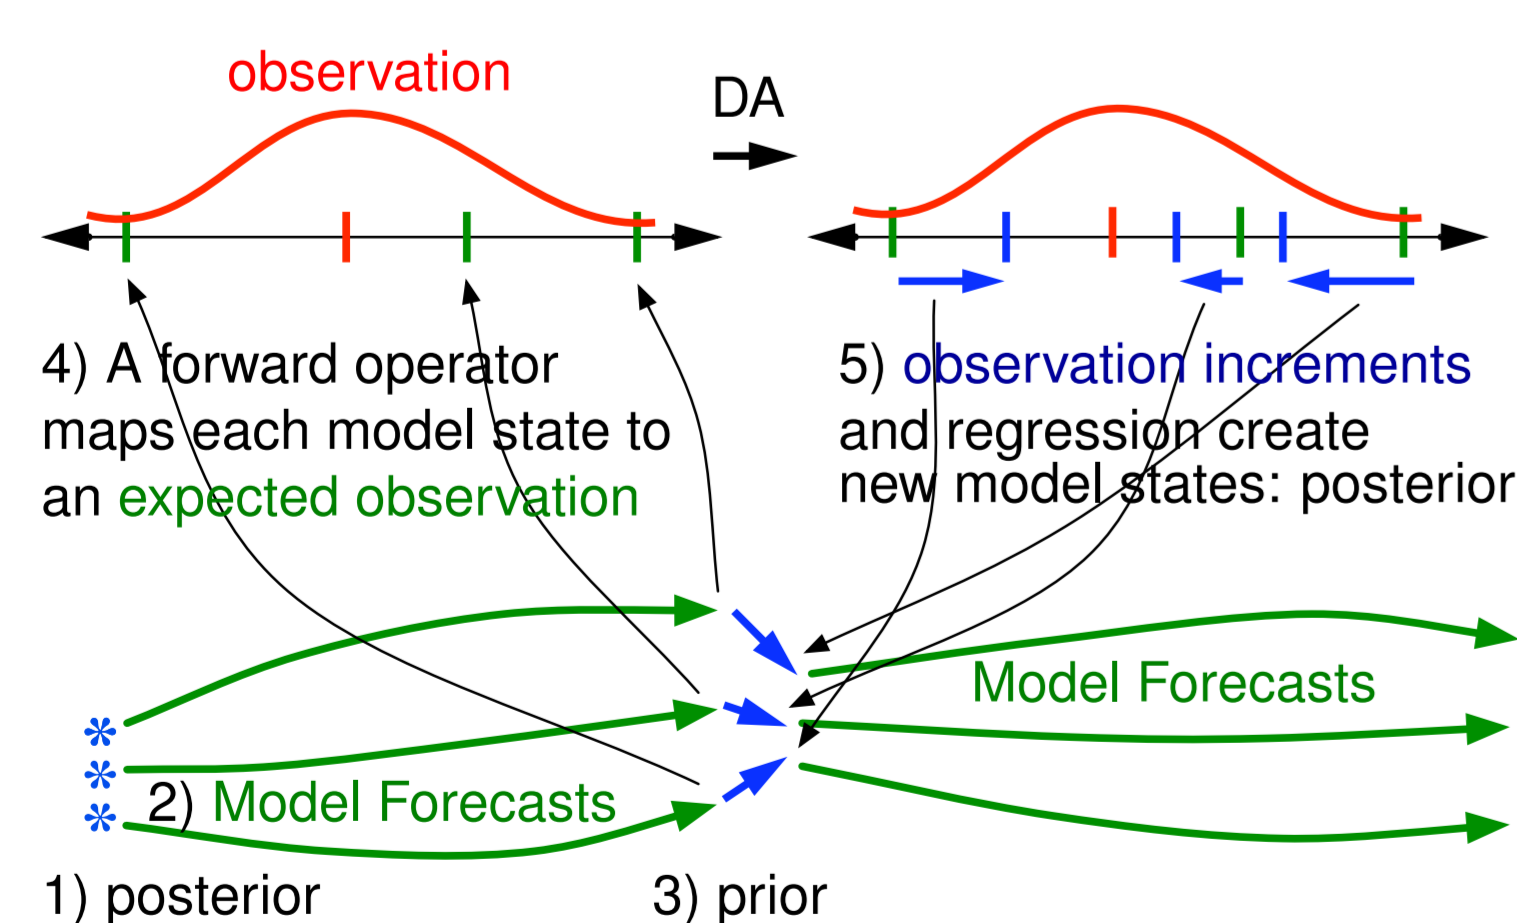 observation
DA
4) A forward operator
maps each model state to
an expected observation
5) observation increments
and regression create
new model states: posterior
Model Forecasts
2) Model Forecasts
1) posterior
3) prior